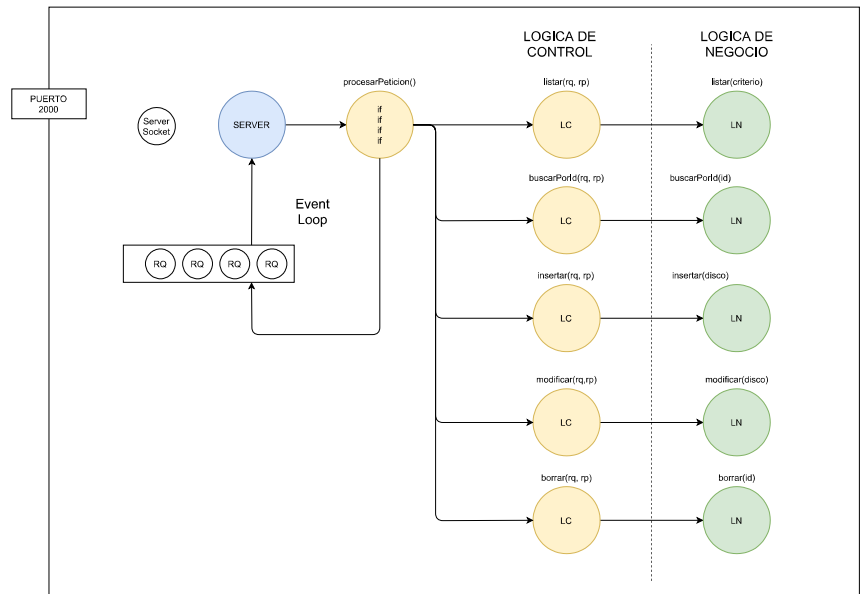 LOGICA DE
CONTROL
LOGICA DE
NEGOCIO
PUERTO
2000
Server
Socket
SERVER
procesarPeticion()
if
if
if
if
Event
Loop
RQ
RQ
RQ
RQ
listar(rq, rp)
LC
listar(criterio)
LN
buscarPorId(rq, rp)
LC
buscarPorId(id)
LN
insertar(rq, rp)
LC
insertar(disco)
LN
modificar(rq,rp)
LC
modificar(disco)
LN
borrar(rq, rp)
LC
borrar(id)
LN